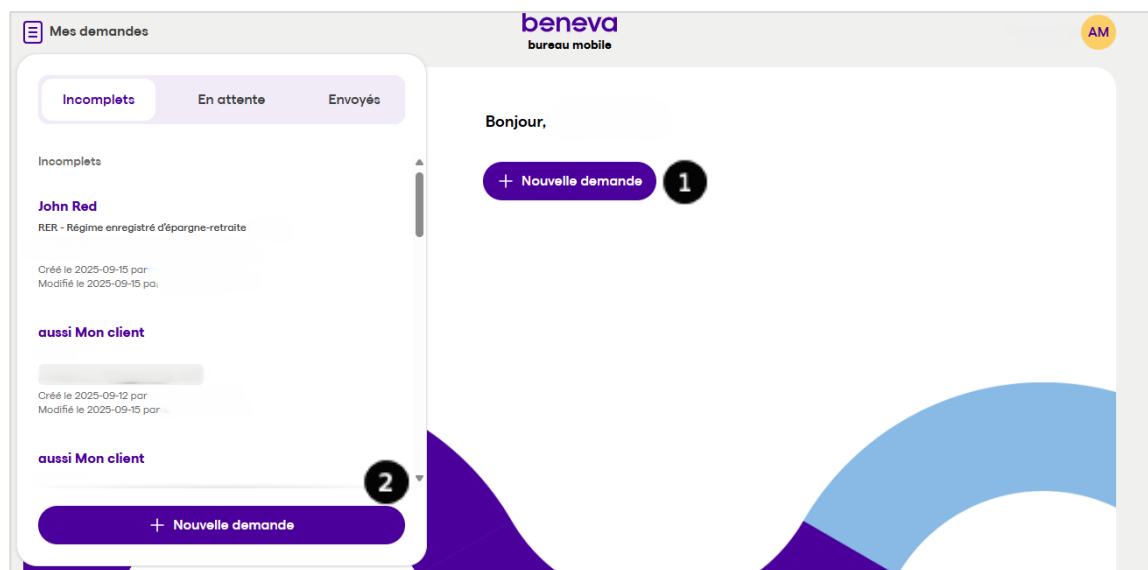 Mes demandes
beneva
bureau mobile
AM
Incomplets
En attente
Envoyés
Incomplets
John Red
RER - Régime enregistré d'épargne-retraite
Créé le 2025-09-15 par
Modifié le 2025-09-15 pa
aussi Mon client
Créé le 2025-09-12 par
Modifié le 2025-09-15 par
aussi Mon client
2
+ Nouvelle demande
Bonjour,
+ Nouvelle demande
1